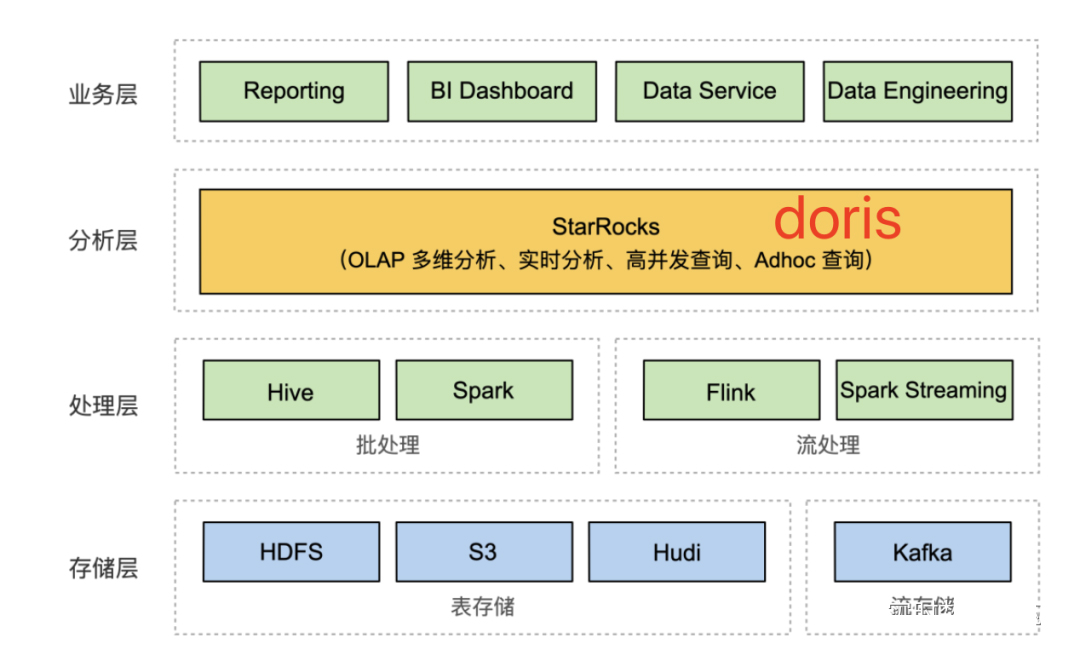 业务层
Reporting
BI Dashboard
Data Service
Data Engineering
分析层
StarRocks
doris
（OLAP 多维分析、实时分析、高并发查询、Adhoc 查询）
处理层
Hive
Spark
批处理
Flink
Spark Streaming
流处理
存储层
HDFS
S3
Hudi
表存储
Kafka
流存储